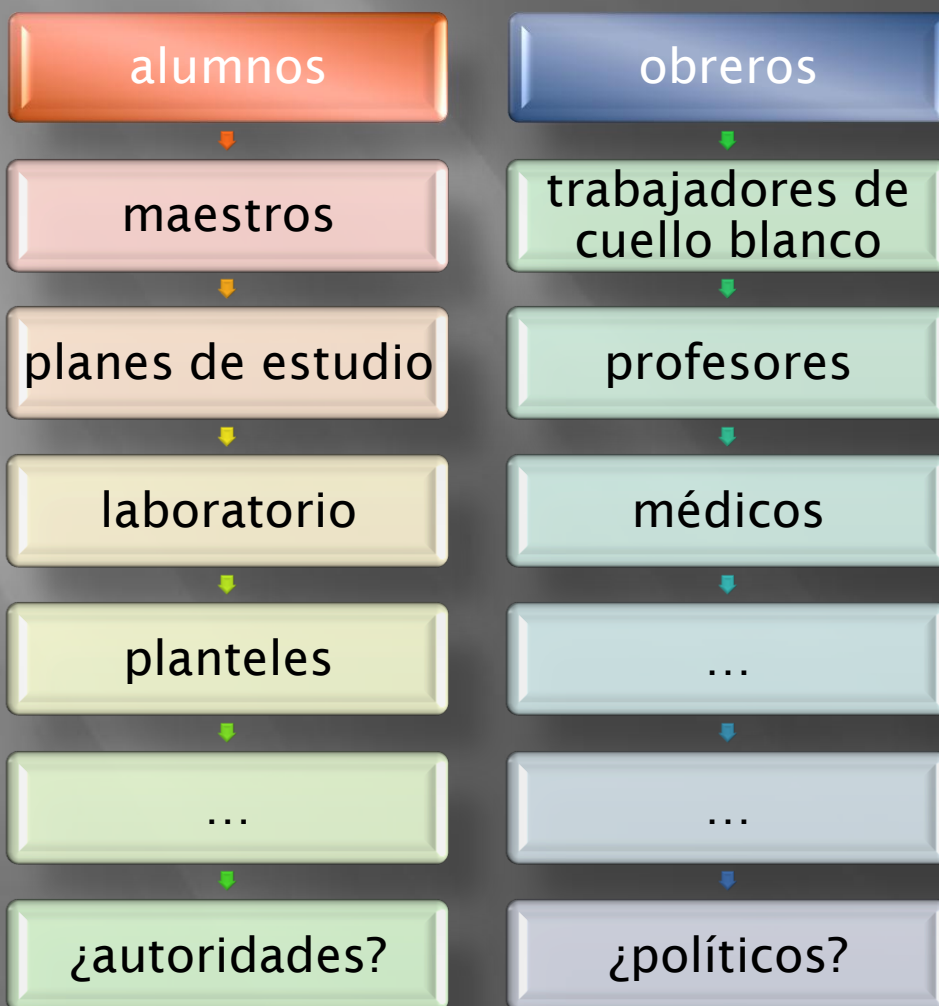 alumnos
maestros
planes de estudio
laboratorio
planteles
...
¿autoridades?
obreros
trabajadores de
cuello blanco
profesores
médicos
...
...
¿políticos?